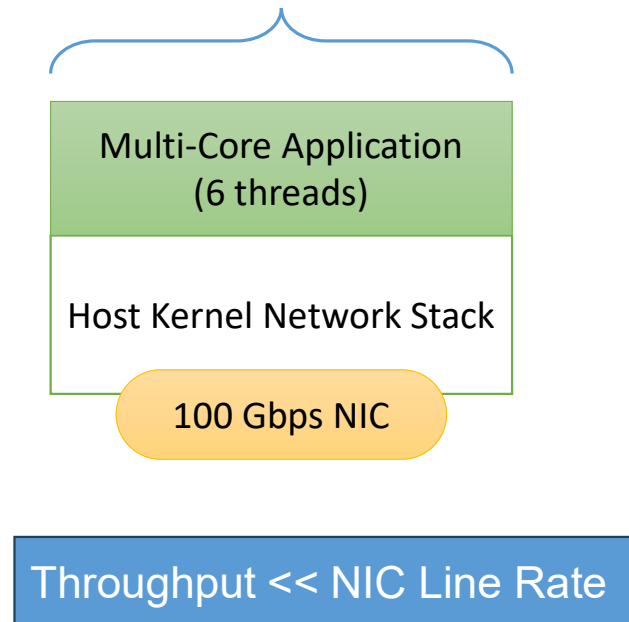 Multi-Core Application
(6 threads)
Host Kernel Network Stack
100 Gbps NIC
Throughput << NIC Line Rate